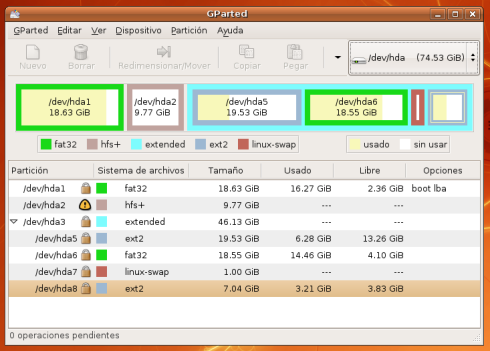 GParted
GParted Editar Ver Dispositivo Partición Ayuda
Nuevo Borrar Redimensionar/Mover Copiar Pegar /dev/hda (74.53 GiB)
/dev/hda1 /dev/hda2 /dev/hda5 /dev/hda6
18.63 GiB 9.77 GiB 19.53 GiB 18.55 GiB
fat32 hfs+ extended ext2 linux-swap usado sin usar
Partición Sistema de archivos Tamaño Usado Libre Opciones
/dev/hda1 fat32 18.63 GiB 16.27 GiB 2.36 GiB boot lba
/dev/hda2 hfs+ 9.77 GiB --- ---
/dev/hda3 extended 46.13 GiB --- ---
/dev/hda5 ext2 19.53 GiB 6.28 GiB 13.26 GiB
/dev/hda6 fat32 18.55 GiB 14.46 GiB 4.10 GiB
/dev/hda7 linux-swap 1.00 GiB --- ---
/dev/hda8 ext2 7.04 GiB 3.21 GiB 3.83 GiB
0 operaciones pendientes